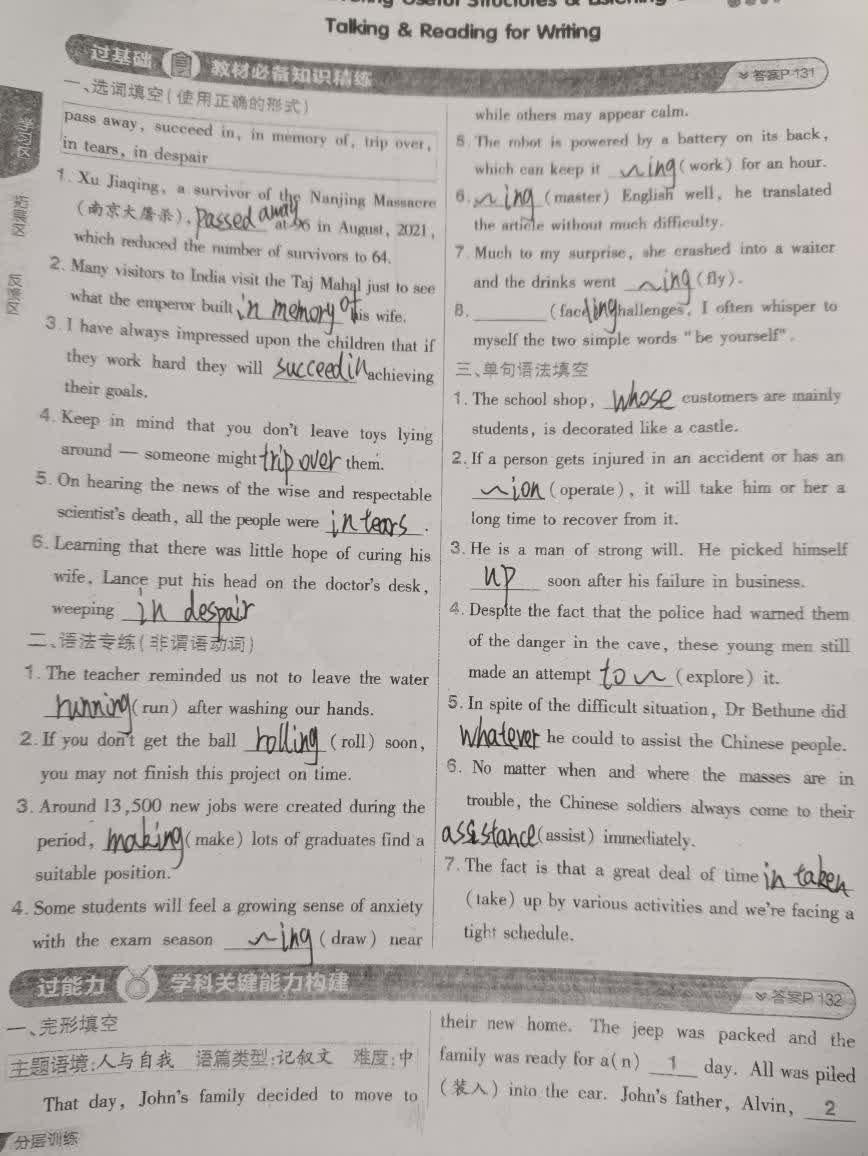 Talking & Reading for Writing
过基础 教材必备知识精练
答案P 131
学习区
拓展区
反馈区
一、选词填空(使用正确的形式)
pass away, succeed in, in memory of, trip over,
in tears, in despair
1. Xu Jiaqing, a survivor of the Nanjing Massacre
(南京大屠杀), passed away at 96 in August, 2021,
which reduced the number of survivors to 64.
2. Many visitors to India visit the Taj Mahal just to see
what the emperor built in memory of his wife.
3. I have always impressed upon the children that if
they work hard they will succeed in achieving
their goals.
4. Keep in mind that you don't leave toys lying
around — someone might trip over them.
5. On hearing the news of the wise and respectable
scientist's death, all the people were in tears.
6. Learning that there was little hope of curing his
wife, Lance put his head on the doctor's desk,
weeping in despair
二、语法专练(非谓语动词)
1. The teacher reminded us not to leave the water
running (run) after washing our hands.
2. If you don't get the ball rolling (roll) soon,
you may not finish this project on time.
3. Around 13,500 new jobs were created during the
period, making (make) lots of graduates find a
suitable position.
4. Some students will feel a growing sense of anxiety
with the exam season ~ing (draw) near
while others may appear calm.
5. The robot is powered by a battery on its back,
which can keep it ~ing (work) for an hour.
6. ~ing (master) English well, he translated
the article without much difficulty.
7. Much to my surprise, she crashed into a waiter
and the drinks went ~ing (fly).
8. ______ (face) ing challenges, I often whisper to
myself the two simple words "be yourself".
三、单句语法填空
1. The school shop, whose customers are mainly
students, is decorated like a castle.
2. If a person gets injured in an accident or has an
~ion (operate), it will take him or her a
long time to recover from it.
3. He is a man of strong will. He picked himself
up soon after his failure in business.
4. Despite the fact that the police had warned them
of the danger in the cave, these young men still
made an attempt to ~ (explore) it.
5. In spite of the difficult situation, Dr Bethune did
whatever he could to assist the Chinese people.
6. No matter when and where the masses are in
trouble, the Chinese soldiers always come to their
assistance (assist) immediately.
7. The fact is that a great deal of time in taken
(take) up by various activities and we're facing a
tight schedule.
过能力 学科关键能力构建
答案P 132
一、完形填空
主题语境:人与自我 语篇类型:记叙文 难度:中
That day, John's family decided to move to
their new home. The jeep was packed and the
family was ready for a(n) 1 day. All was piled
(装入) into the car. John's father, Alvin, 2
分层训练